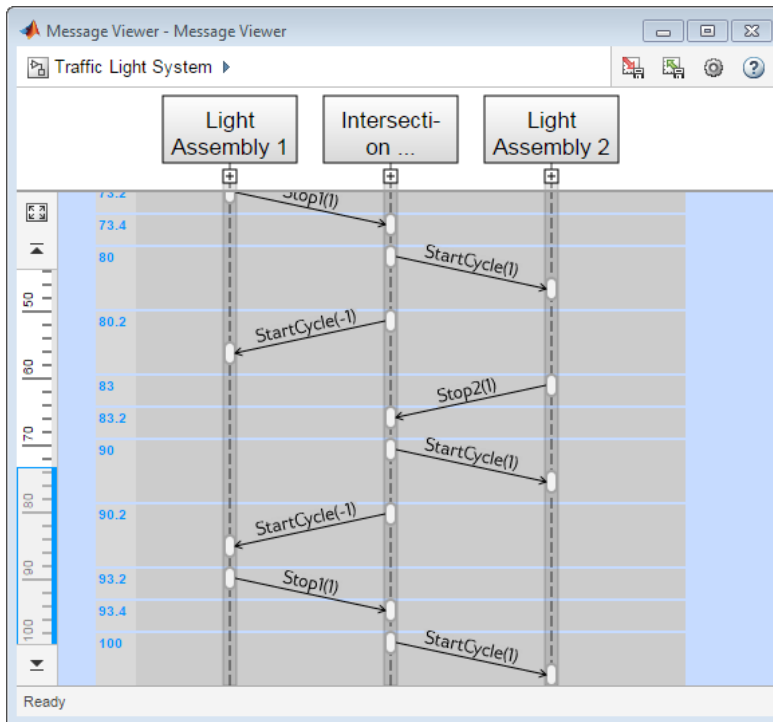 Message Viewer - Message Viewer
Traffic Light System
Light
Assembly 1
Intersecti-
on ...
Light
Assembly 2
73.2
Stop1(1)
73.4
80
StartCycle(1)
50
80.2
StartCycle(-1)
60
83
Stop2(1)
83.2
70
90
StartCycle(1)
80
90.2
StartCycle(-1)
90
93.2
Stop1(1)
93.4
100
100
StartCycle(1)
Ready